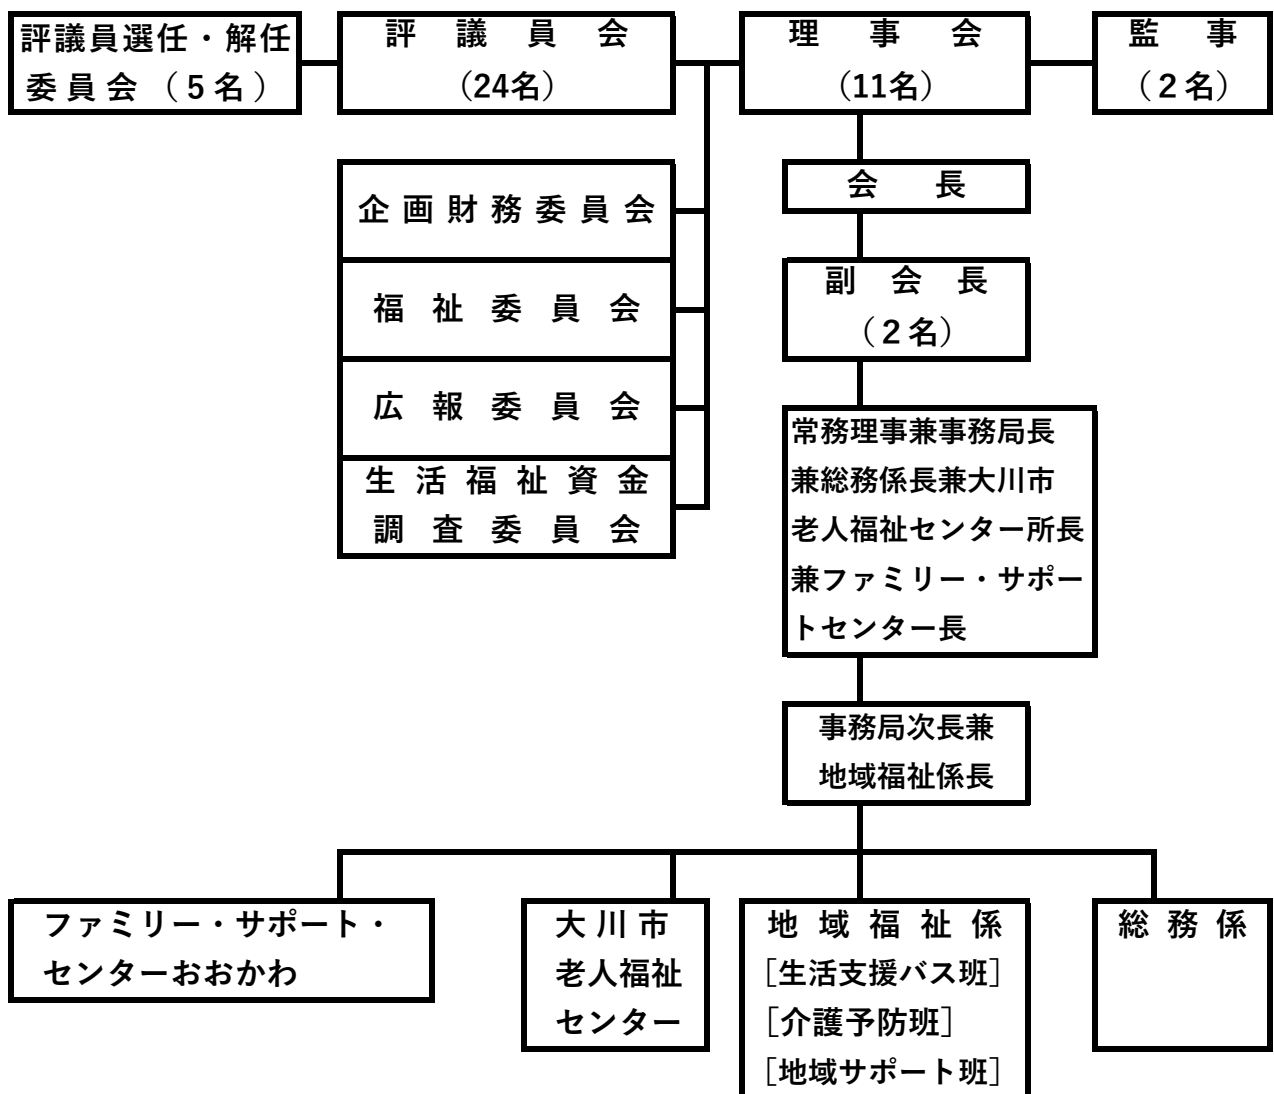 評議員選任・解任
委員会（5名）
評議員会
（24名）
理事会
（11名）
監事
（2名）
企画財務委員会
福祉委員会
広報委員会
生活福祉資金
調査委員会
会長
副会長
（2名）
常務理事兼事務局長
兼総務係長兼大川市
老人福祉センター所長
兼ファミリー・サポー
トセンター長
事務局次長兼
地域福祉係長
ファミリー・サポート・
センターおおかわ
大川市
老人福祉
センター
地域福祉係
［生活支援バス班］
［介護予防班］
［地域サポート班］
総務係